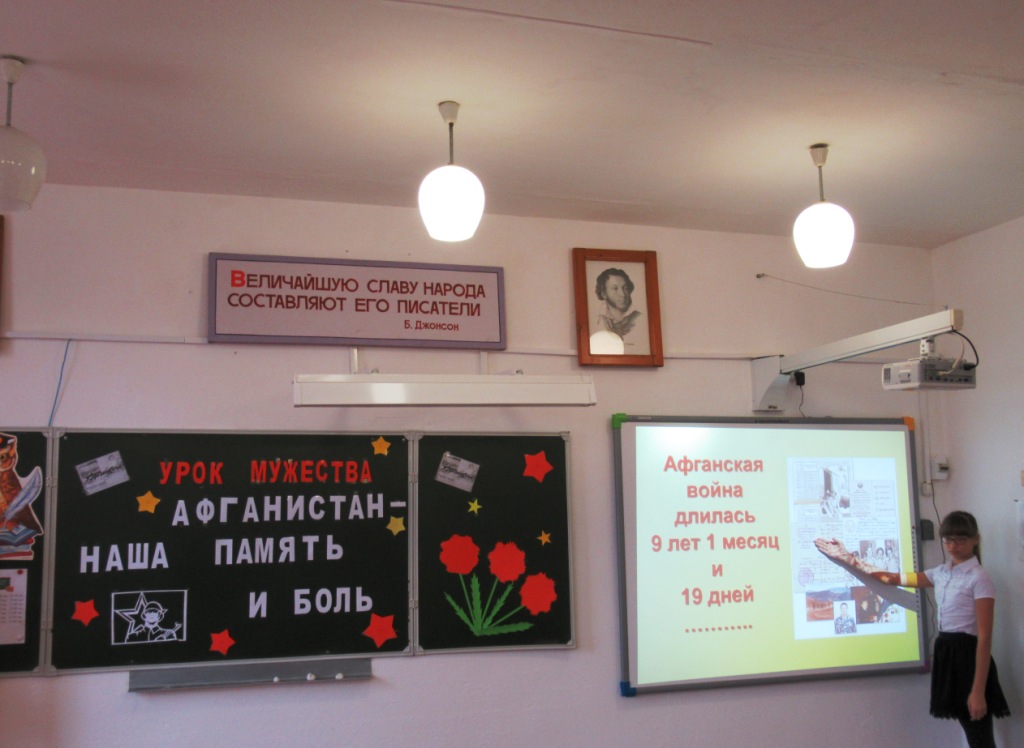 ВЕЛИЧАЙШУЮ СЛАВУ НАРОДА
СОСТАВЛЯЮТ ЕГО ПИСАТЕЛИ
Б. ДЖОНСОН
УРОК МУЖЕСТВА
АФГАНИСТАН –
НАША ПАМЯТЬ
И БОЛЬ
Афганская
война
длилась
9 лет 1 месяц
и
19 дней
...........